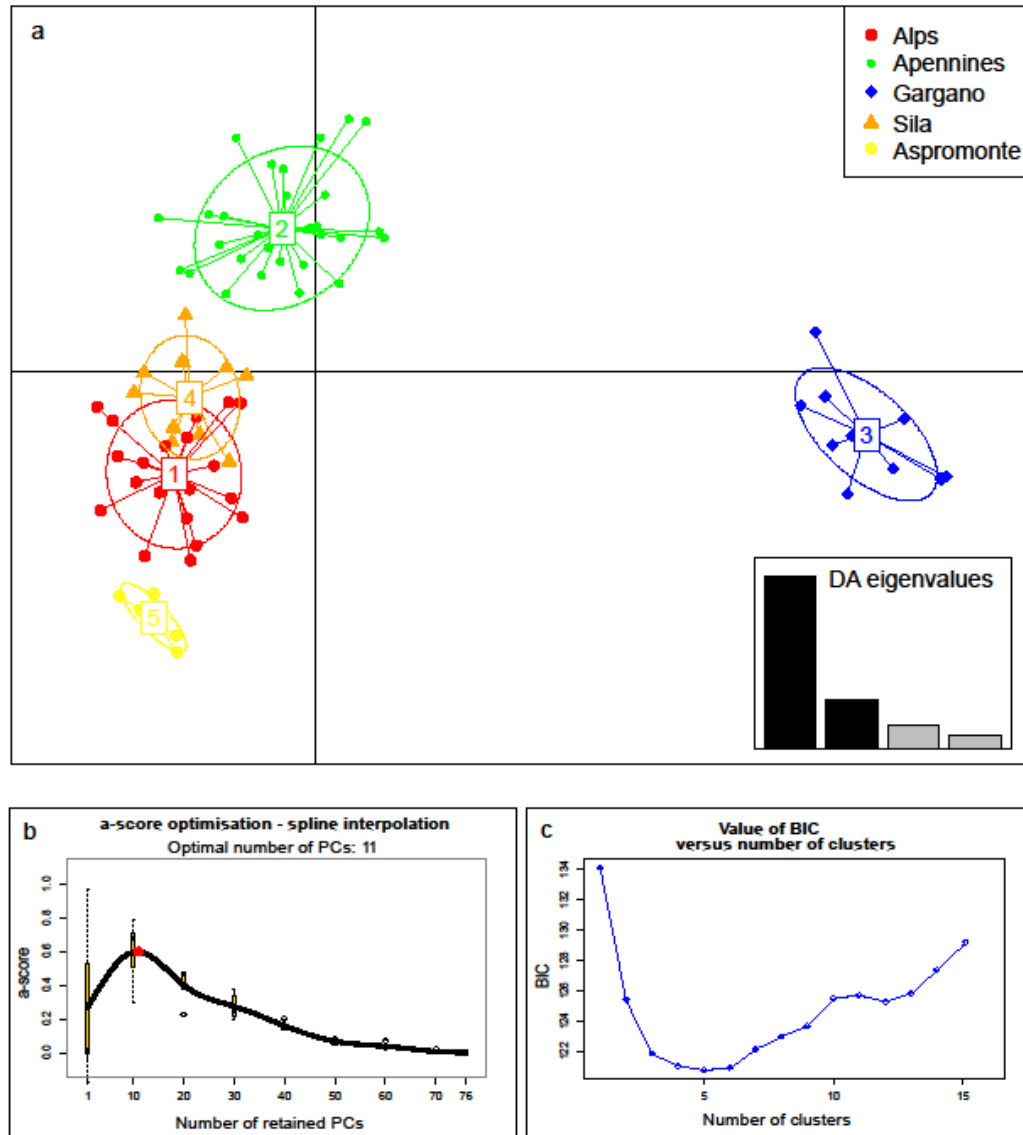 a
Alps
Apennines
Gargano
Sila
Aspromonte
2
4
3
1
5
DA eigenvalues
b
a-score optimisation - spline interpolation
Optimal number of PCs: 11
a-score
1.0
0.8
0.6
0.4
0.2
0.0
1 10 20 30 40 50 60 70 76
Number of retained PCs
c
Value of BIC
versus number of clusters
BIC
134
132
130
128
126
124
122
5 10 15
Number of clusters